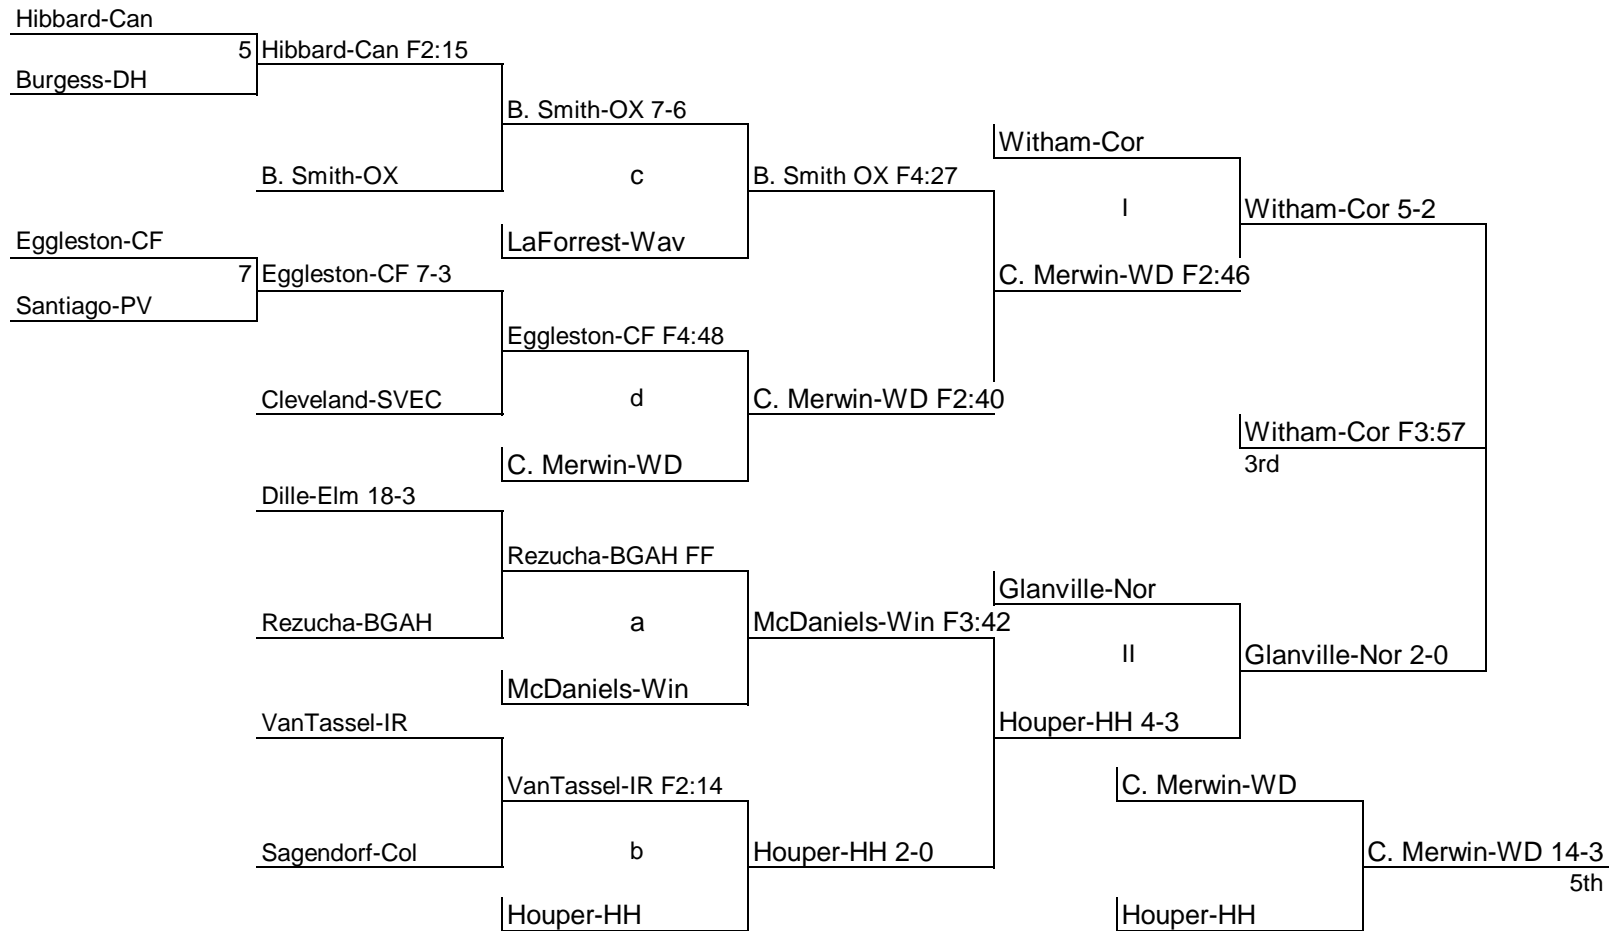 Hibbard-Can
5 Hibbard-Can F2:15
Burgess-DH
B. Smith-OX 7-6
Witham-Cor
B. Smith-OX
c
B. Smith OX F4:27
I
Witham-Cor 5-2
Eggleston-CF
LaForrest-Wav
7 Eggleston-CF 7-3
C. Merwin-WD F2:46
Santiago-PV
Eggleston-CF F4:48
Cleveland-SVEC
d
C. Merwin-WD F2:40
Witham-Cor F3:57
3rd
C. Merwin-WD
Dille-Elm 18-3
Rezucha-BGAH FF
Glanville-Nor
Rezucha-BGAH
a
McDaniels-Win F3:42
II
Glanville-Nor 2-0
McDaniels-Win
VanTassel-IR
Houper-HH 4-3
VanTassel-IR F2:14
C. Merwin-WD
Sagendorf-Col
b
Houper-HH 2-0
C. Merwin-WD 14-3
5th
Houper-HH
Houper-HH